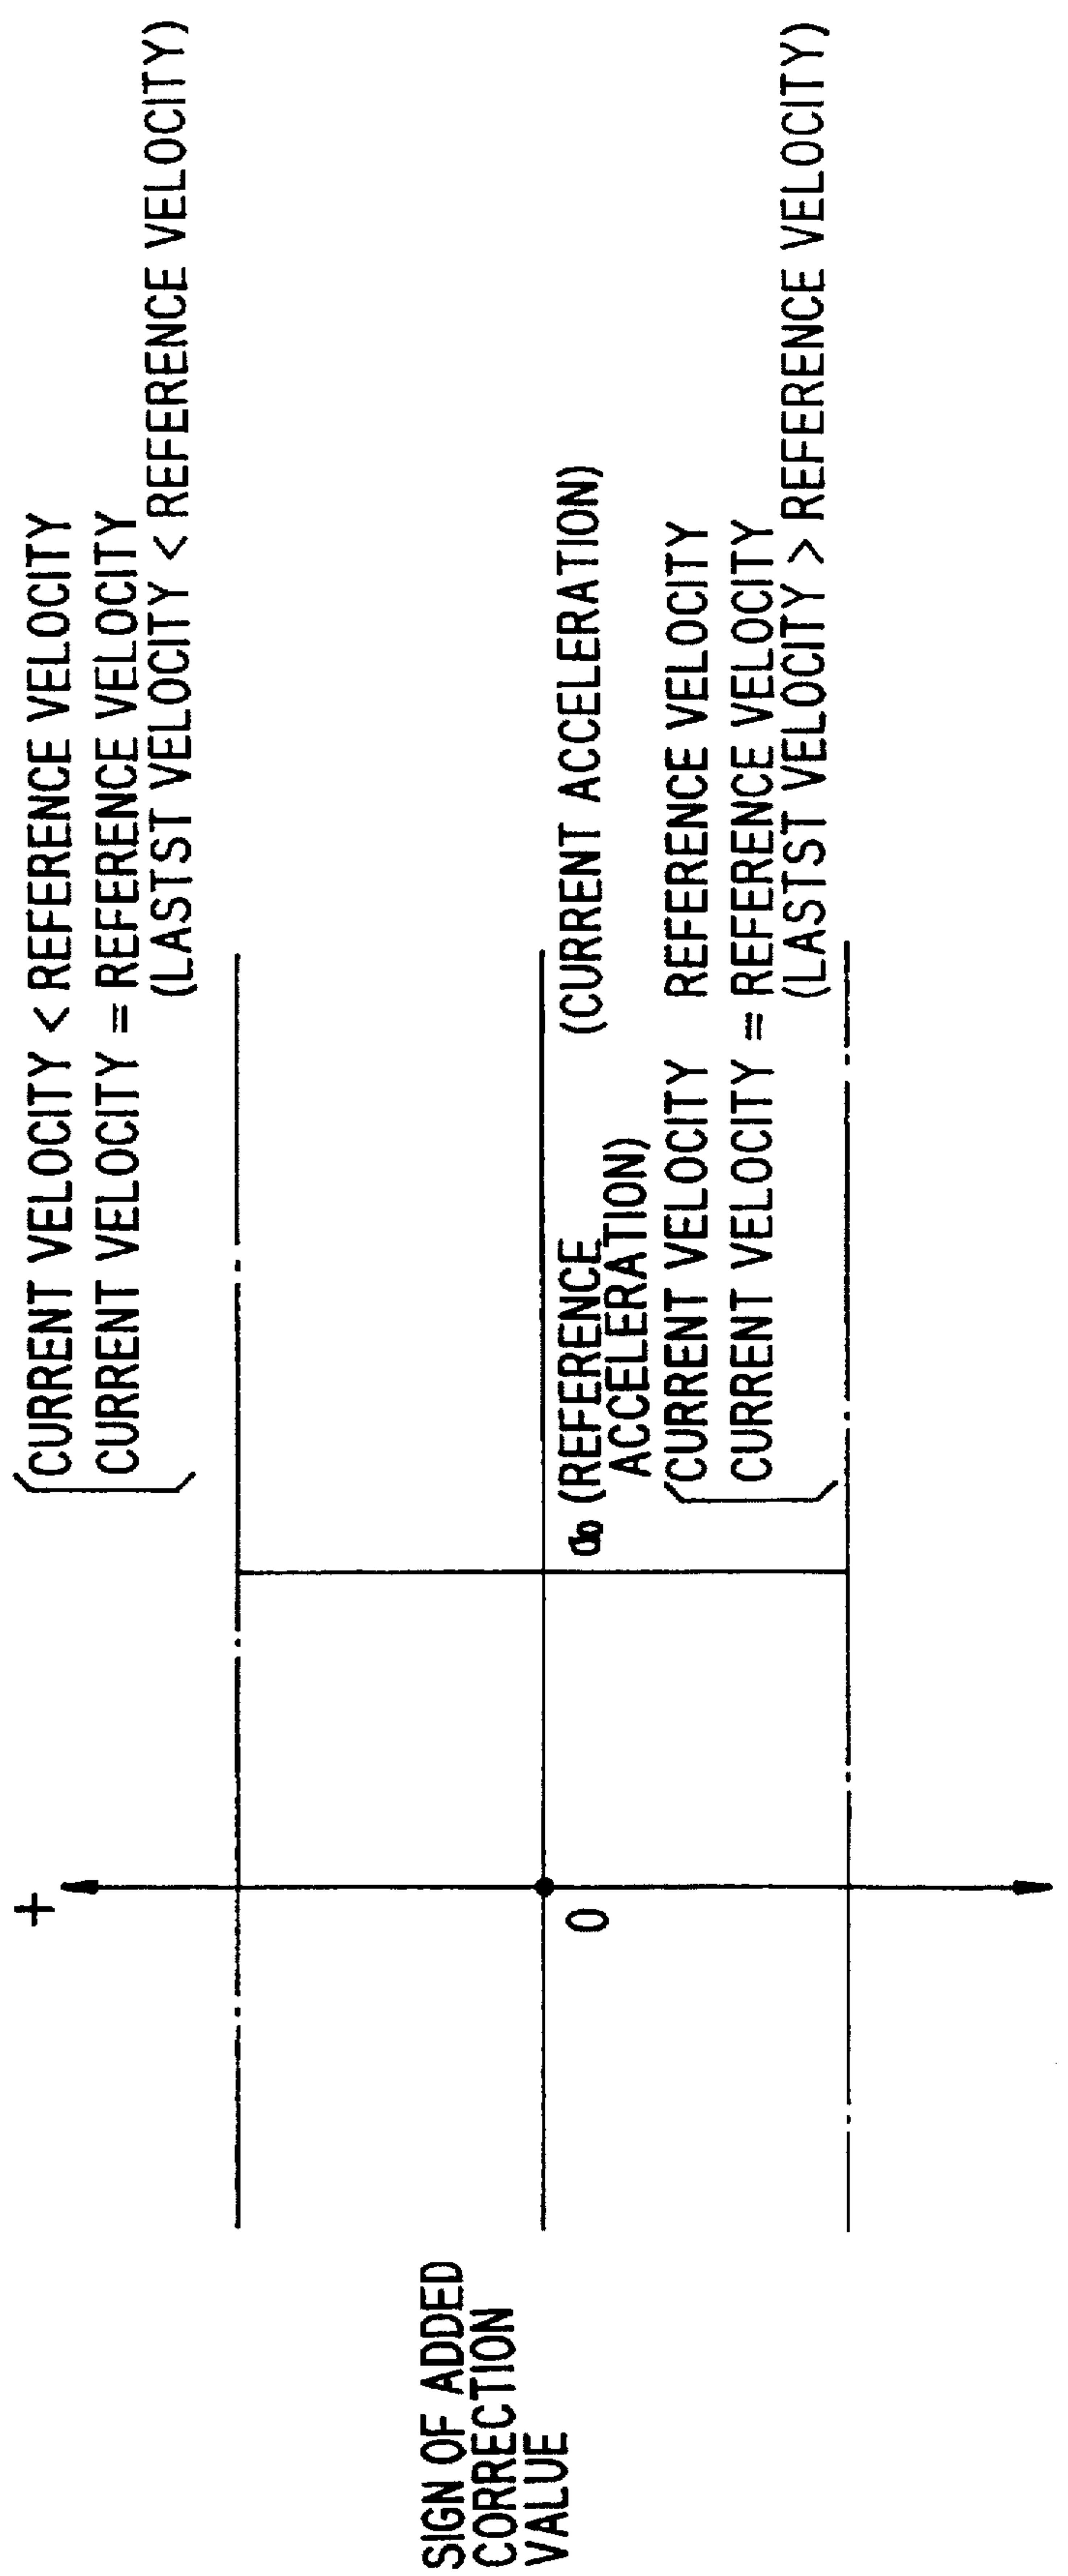 +
(CURRENT VELOCITY < REFERENCE VELOCITY
CURRENT VELOCITY = REFERENCE VELOCITY
(LASTST VELOCITY < REFERENCE VELOCITY)
SIGN OF ADDED
CORRECTION
VALUE
0
α₀ (REFERENCE
ACCELERATION)
(CURRENT ACCELERATION)
(CURRENT VELOCITY REFERENCE VELOCITY
CURRENT VELOCITY = REFERENCE VELOCITY
(LASTST VELOCITY > REFERENCE VELOCITY)